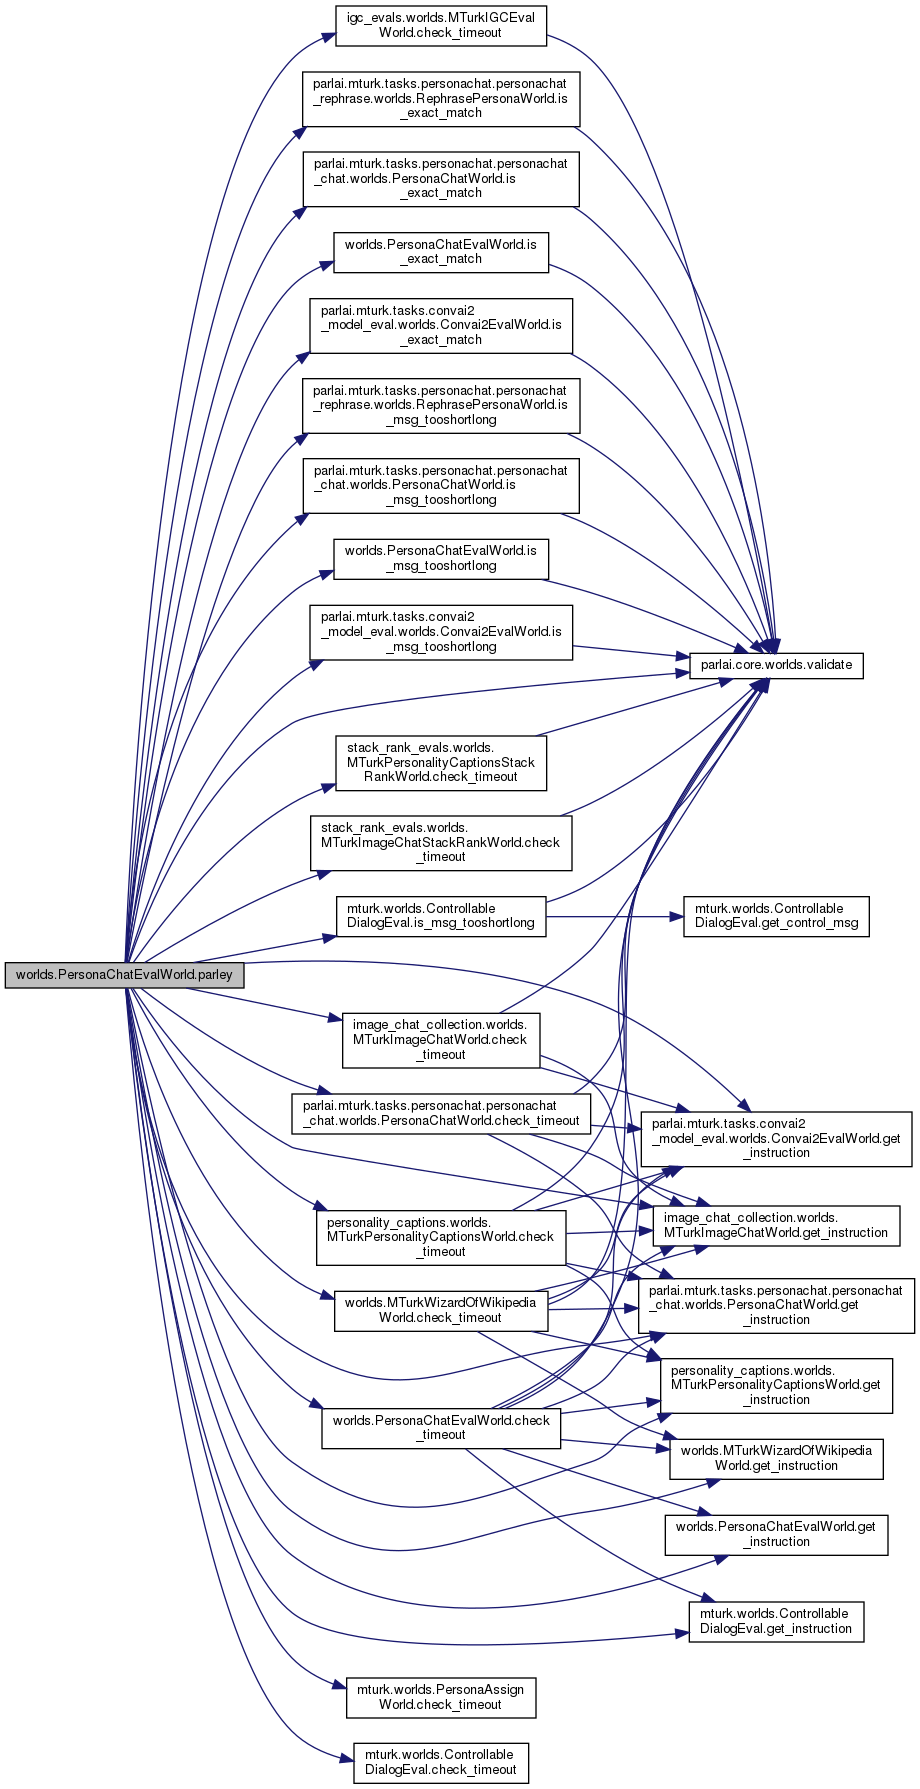 igc_evals.worlds.MTurkIGCEval
World.check_timeout
parlai.mturk.tasks.personachat.personachat
_rephrase.worlds.RephrasePersonaWorld.is
_exact_match
parlai.mturk.tasks.personachat.personachat
_chat.worlds.PersonaChatWorld.is
_exact_match
worlds.PersonaChatEvalWorld.is
_exact_match
parlai.mturk.tasks.convai2
_model_eval.worlds.Convai2EvalWorld.is
_exact_match
parlai.mturk.tasks.personachat.personachat
_rephrase.worlds.RephrasePersonaWorld.is
_msg_tooshortlong
parlai.mturk.tasks.personachat.personachat
_chat.worlds.PersonaChatWorld.is
_msg_tooshortlong
worlds.PersonaChatEvalWorld.is
_msg_tooshortlong
parlai.mturk.tasks.convai2
_model_eval.worlds.Convai2EvalWorld.is
_msg_tooshortlong
parlai.core.worlds.validate
stack_rank_evals.worlds.
MTurkPersonalityCaptionsStack
RankWorld.check_timeout
stack_rank_evals.worlds.
MTurkImageChatStackRankWorld.check
_timeout
mturk.worlds.Controllable
DialogEval.is_msg_tooshortlong
mturk.worlds.Controllable
DialogEval.get_control_msg
worlds.PersonaChatEvalWorld.parley
image_chat_collection.worlds.
MTurkImageChatWorld.check
_timeout
parlai.mturk.tasks.personachat.personachat
_chat.worlds.PersonaChatWorld.check_timeout
parlai.mturk.tasks.convai2
_model_eval.worlds.Convai2EvalWorld.get
_instruction
personality_captions.worlds.
MTurkPersonalityCaptionsWorld.check
_timeout
image_chat_collection.worlds.
MTurkImageChatWorld.get_instruction
worlds.MTurkWizardOfWikipedia
World.check_timeout
parlai.mturk.tasks.personachat.personachat
_chat.worlds.PersonaChatWorld.get
_instruction
personality_captions.worlds.
MTurkPersonalityCaptionsWorld.get
_instruction
worlds.PersonaChatEvalWorld.check
_timeout
worlds.MTurkWizardOfWikipedia
World.get_instruction
worlds.PersonaChatEvalWorld.get
_instruction
mturk.worlds.Controllable
DialogEval.get_instruction
mturk.worlds.PersonaAssign
World.check_timeout
mturk.worlds.Controllable
DialogEval.check_timeout